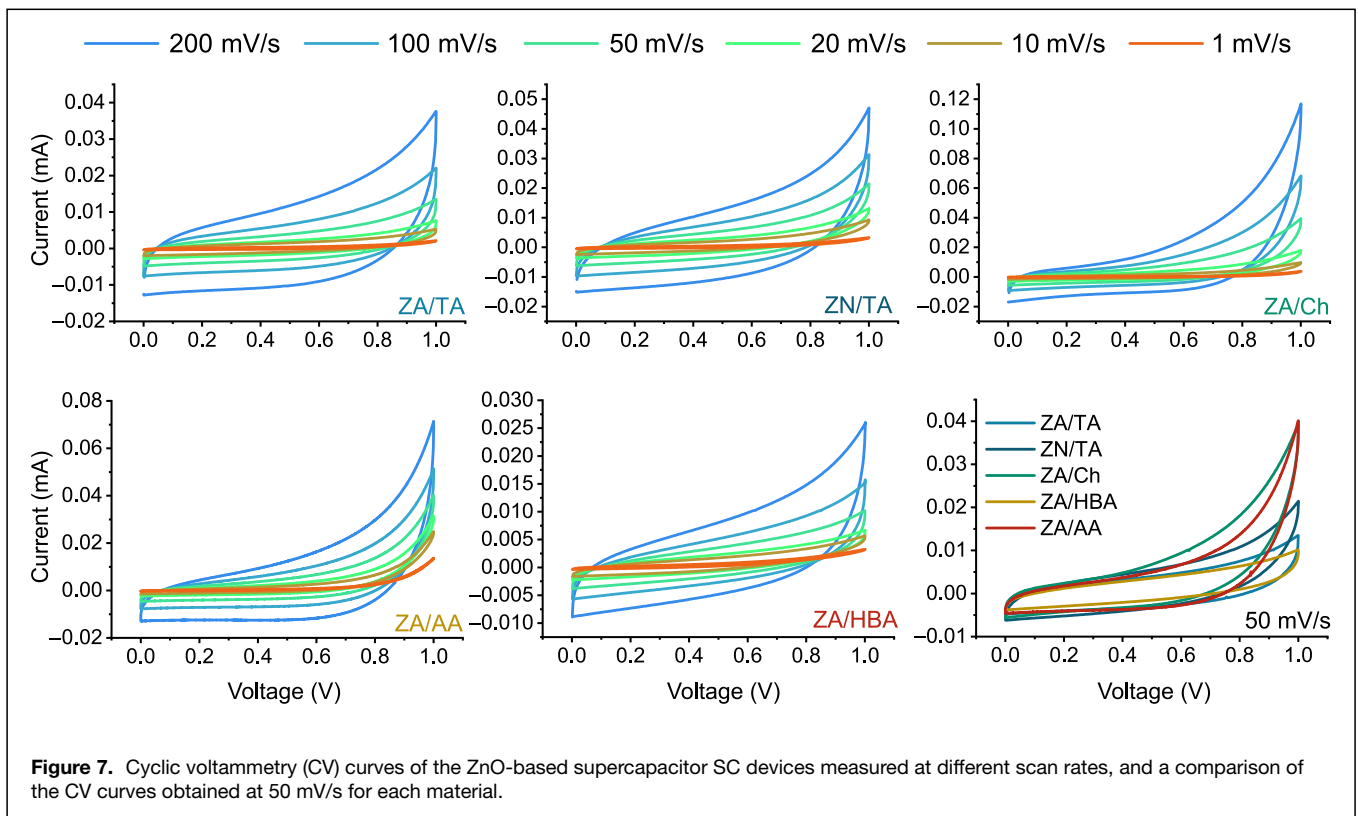 200 mV/s 100 mV/s 50 mV/s 20 mV/s 10 mV/s 1 mV/s
Current (mA)
0.04
0.03
0.02
0.01
0.00
−0.01
−0.02
0.0 0.2 0.4 0.6 0.8 1.0
ZA/TA
0.05
0.04
0.03
0.02
0.01
0.00
−0.01
−0.02
0.0 0.2 0.4 0.6 0.8 1.0
ZN/TA
0.12
0.10
0.08
0.06
0.04
0.02
0.00
−0.02
0.0 0.2 0.4 0.6 0.8 1.0
ZA/Ch
Current (mA)
0.08
0.06
0.04
0.02
0.00
−0.02
0.0 0.2 0.4 0.6 0.8 1.0
Voltage (V)
ZA/AA
0.030
0.025
0.020
0.015
0.010
0.005
0.000
−0.005
−0.010
0.0 0.2 0.4 0.6 0.8 1.0
Voltage (V)
ZA/HBA
0.04
0.03
0.02
0.01
0.00
−0.01
ZA/TA
ZN/TA
ZA/Ch
ZA/HBA
ZA/AA
50 mV/s
0.0 0.2 0.4 0.6 0.8 1.0
Voltage (V)
Figure 7. Cyclic voltammetry (CV) curves of the ZnO-based supercapacitor SC devices measured at different scan rates, and a comparison of
the CV curves obtained at 50 mV/s for each material.